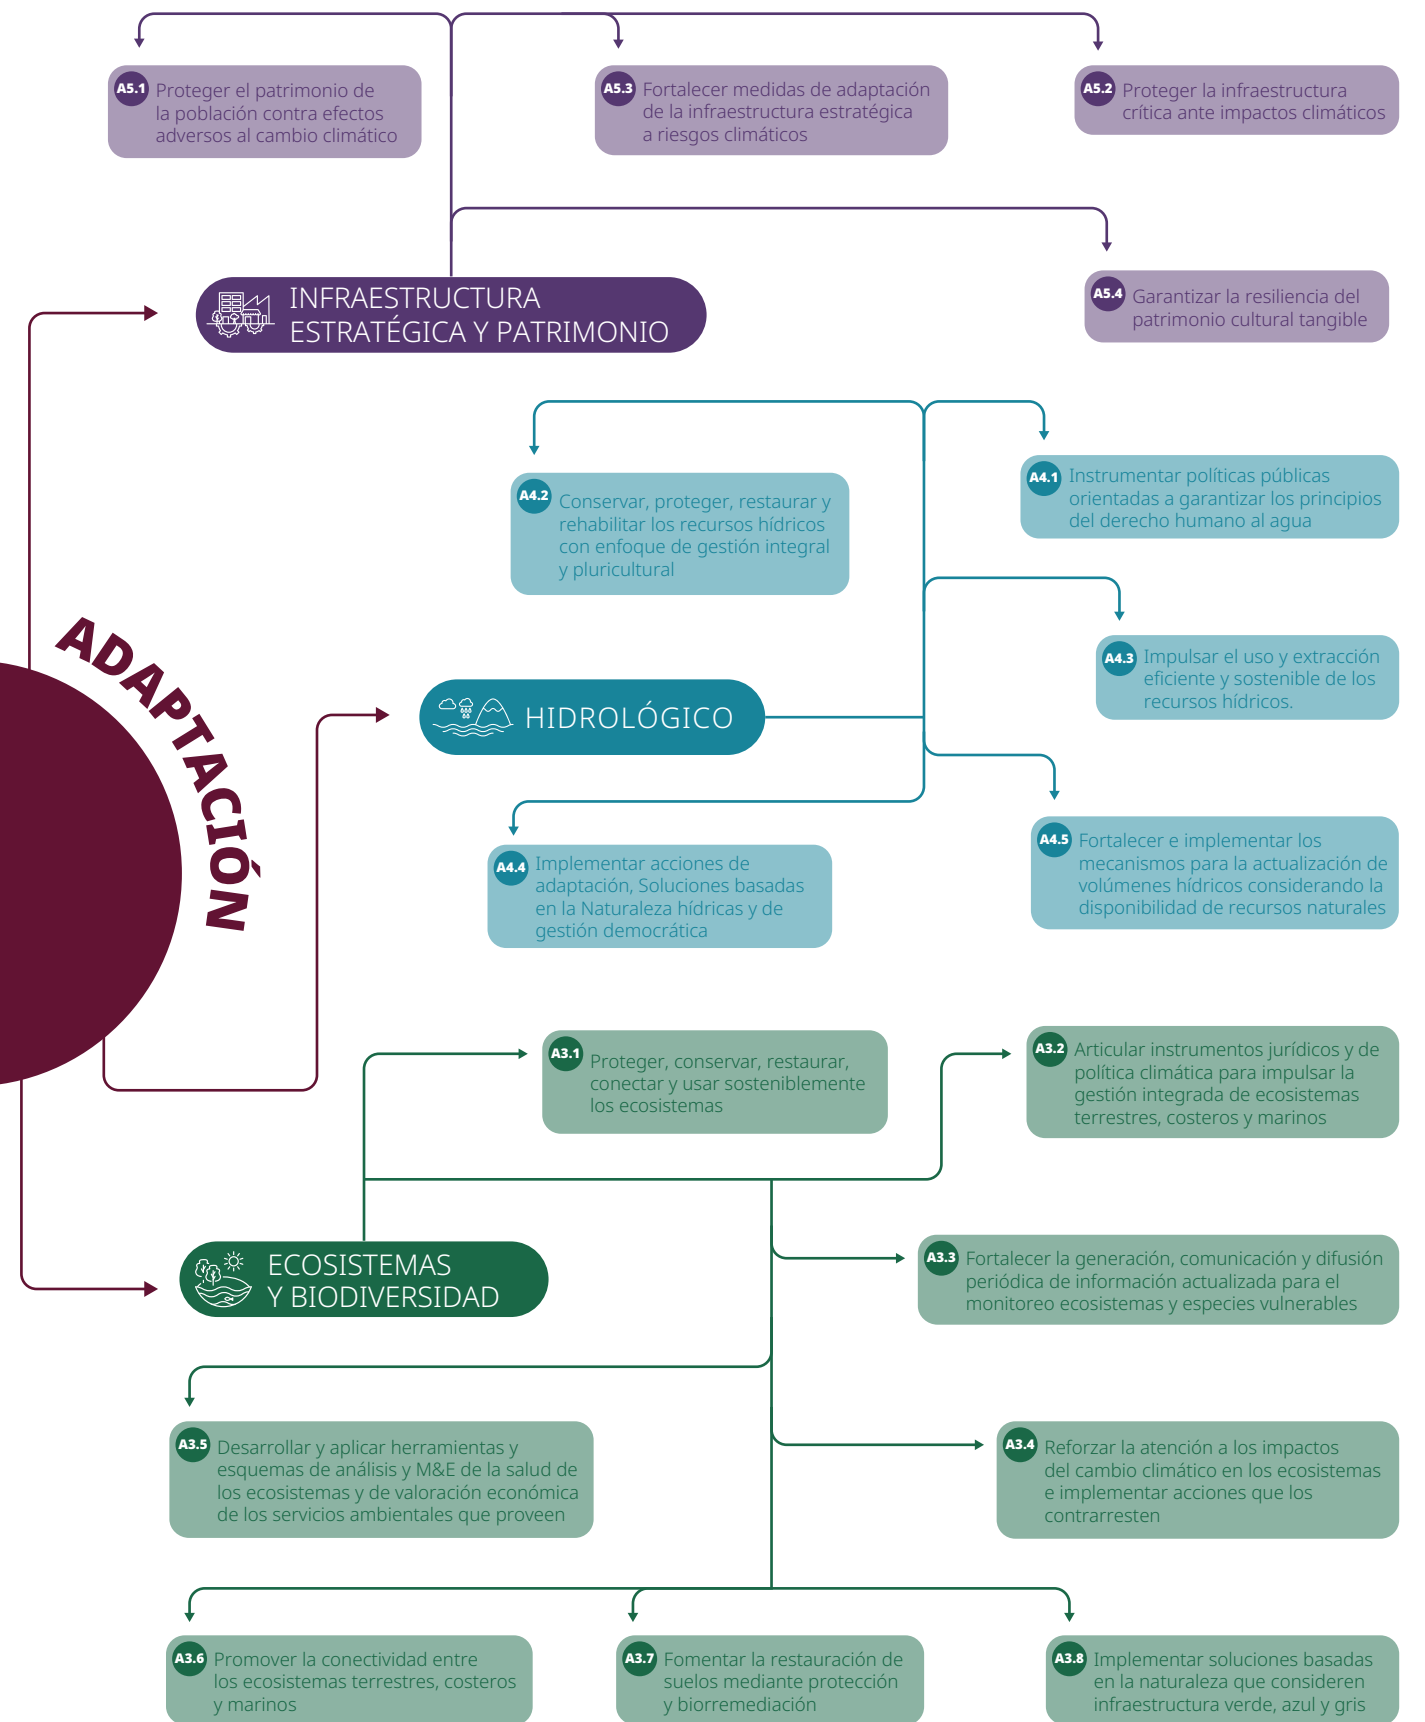 A5.1
Proteger el patrimonio de
la población contra efectos
adversos al cambio climático
A5.3
Fortalecer medidas de adaptación
de la infraestructura estratégica
a riesgos climáticos
A5.2
Proteger la infraestructura
crítica ante impactos climáticos
INFRAESTRUCTURA
ESTRATÉGICA Y PATRIMONIO
A5.4
Garantizar la resiliencia del
patrimonio cultural tangible
A4.2
Conservar, proteger, restaurar y
rehabilitar los recursos hídricos
con enfoque de gestión integral
y pluricultural
A4.1
Instrumentar políticas públicas
orientadas a garantizar los principios
del derecho humano al agua
A4.3
Impulsar el uso y extracción
eficiente y sostenible de los
recursos hídricos.
ADAPTACIÓN
HIDROLÓGICO
A4.4
Implementar acciones de
adaptación, Soluciones basadas
en la Naturaleza hídricas y de
gestión democrática
A4.5
Fortalecer e implementar los
mecanismos para la actualización de
volúmenes hídricos considerando la
disponibilidad de recursos naturales
A3.1
Proteger, conservar, restaurar,
conectar y usar sosteniblemente
los ecosistemas
A3.2
Articular instrumentos jurídicos y de
política climática para impulsar la
gestión integrada de ecosistemas
terrestres, costeros y marinos
ECOSISTEMAS
Y BIODIVERSIDAD
A3.3
Fortalecer la generación, comunicación y difusión
periódica de información actualizada para el
monitoreo ecosistemas y especies vulnerables
A3.5
Desarrollar y aplicar herramientas y
esquemas de análisis y M&E de la salud de
los ecosistemas y de valoración económica
de los servicios ambientales que proveen
A3.4
Reforzar la atención a los impactos
del cambio climático en los ecosistemas
e implementar acciones que los
contrarresten
A3.6
Promover la conectividad entre
los ecosistemas terrestres, costeros
y marinos
A3.7
Fomentar la restauración de
suelos mediante protección
y biorremediación
A3.8
Implementar soluciones basadas
en la naturaleza que consideren
infraestructura verde, azul y gris